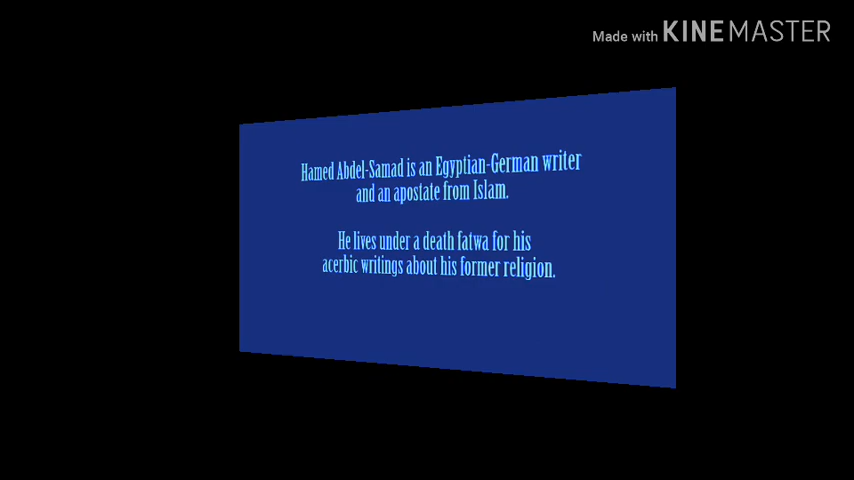 Made with KINEMASTER
Hamed Abdel-Samad is an Egyptian-German writer
and an apostate from Islam.
He lives under a death fatwa for his
acerbic writings about his former religion.